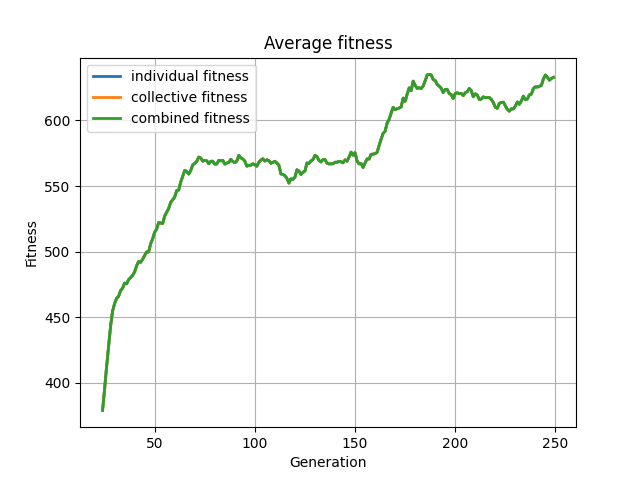 Average fitness
individual fitness
collective fitness
combined fitness
Fitness
600
550
500
450
400
50 100 150 200 250
Generation